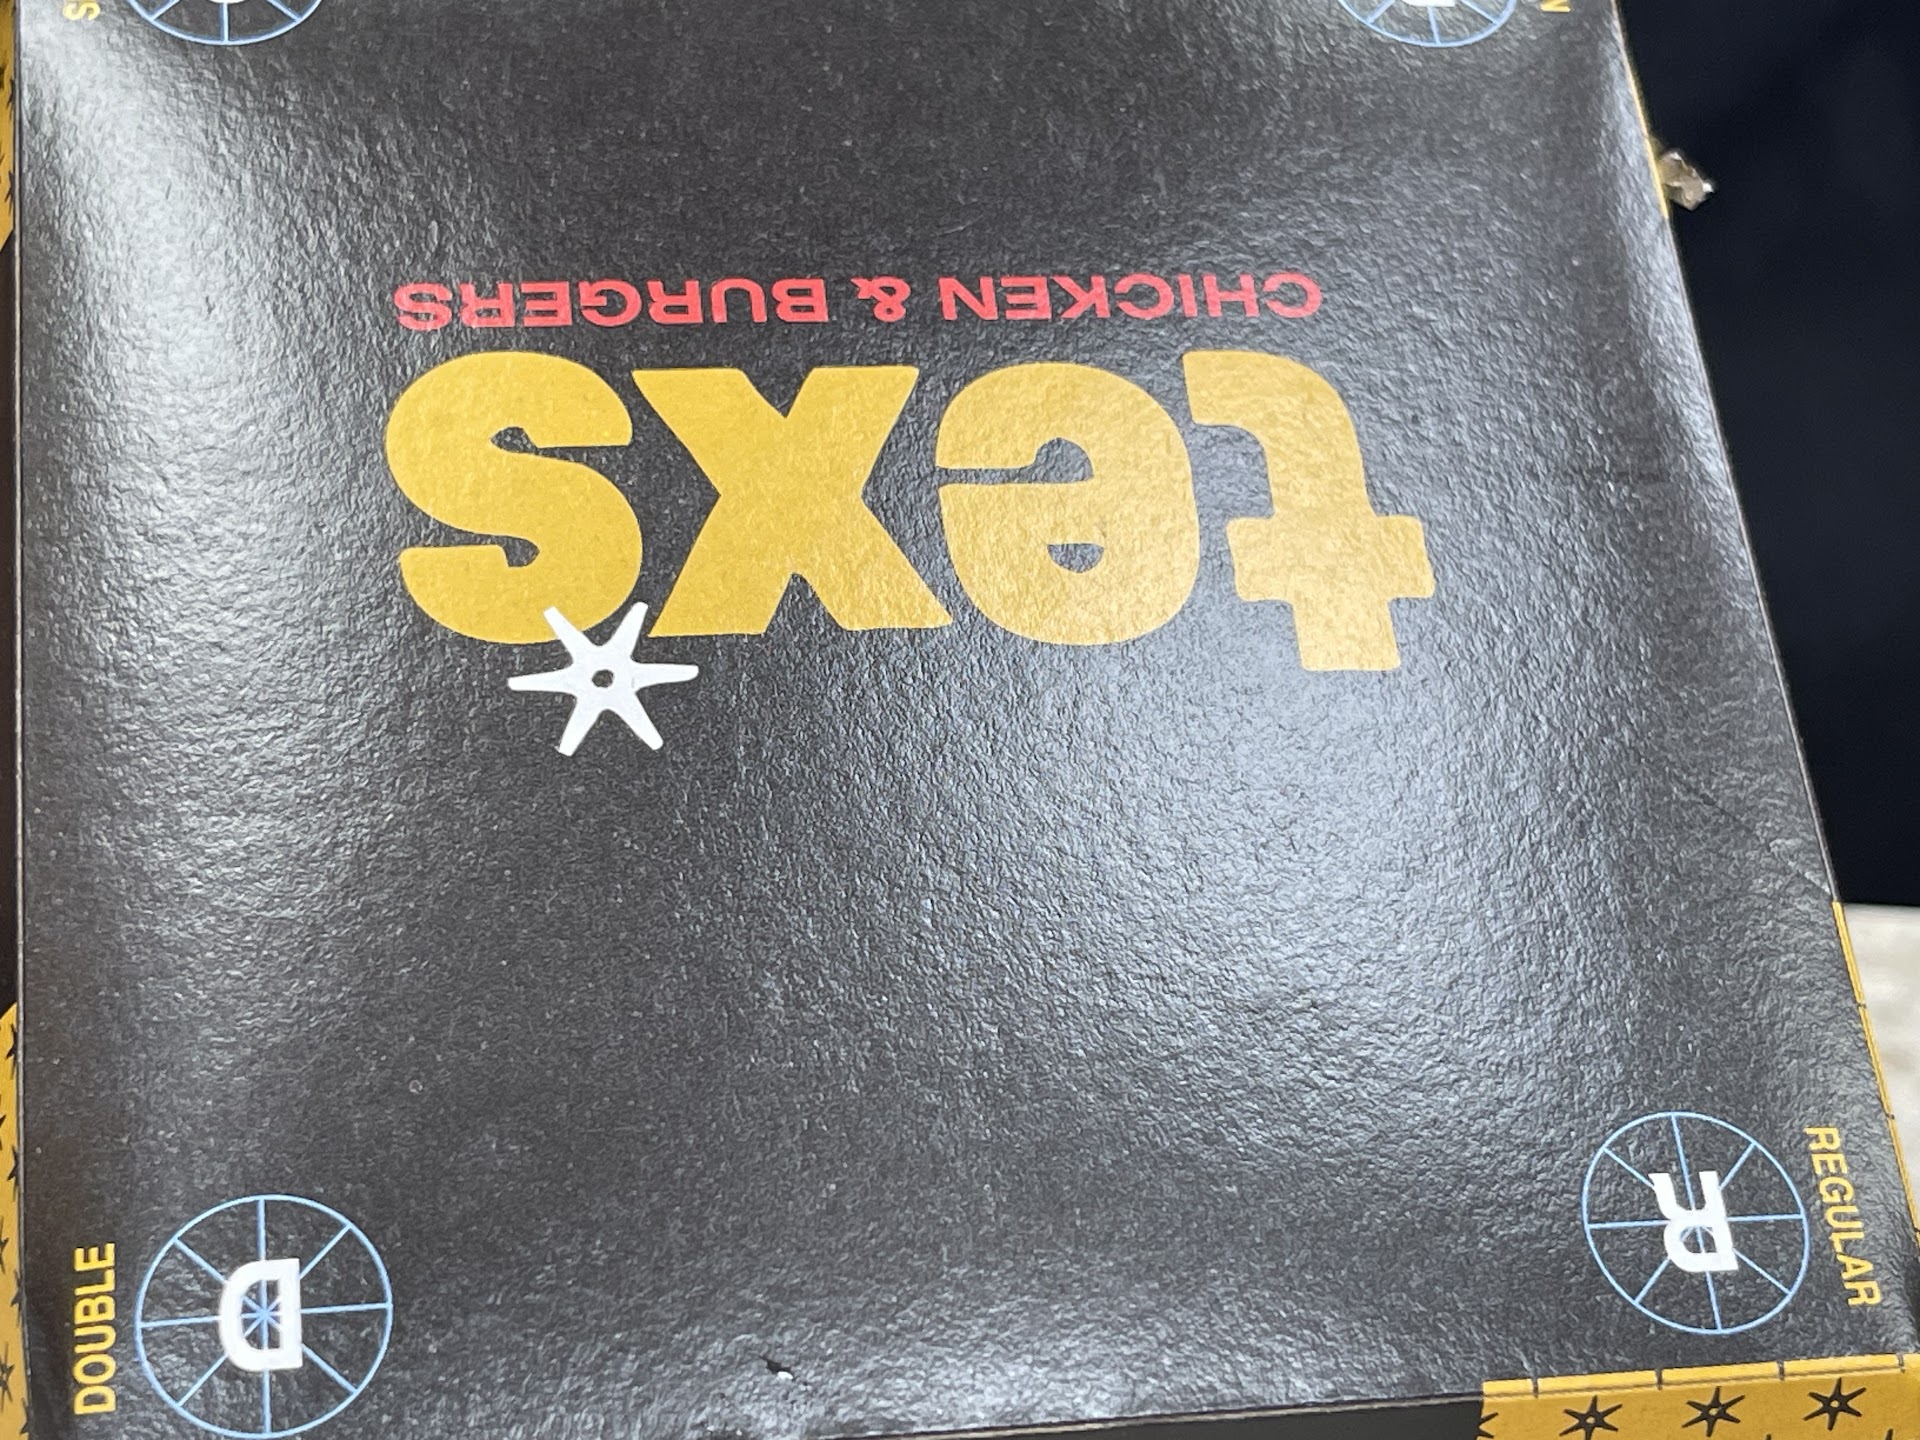 texs
CHICKEN & BURGERS
D
DOUBLE
R
REGULAR